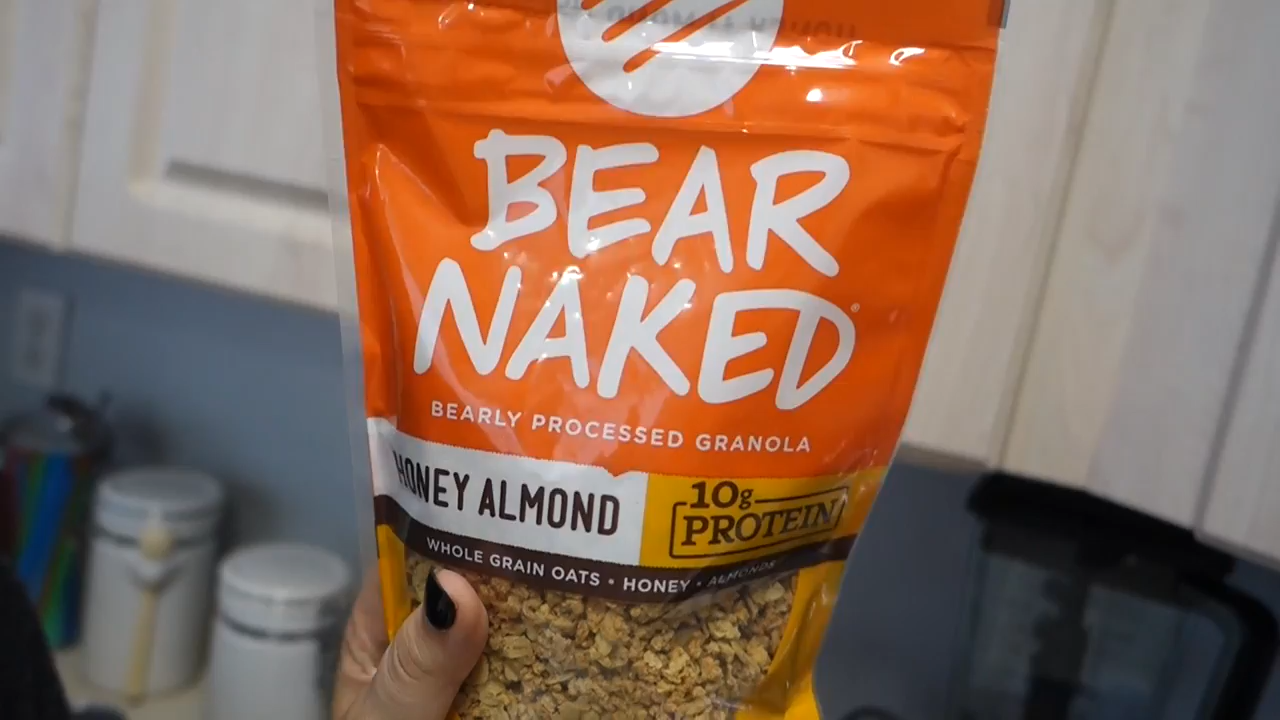 BEAR
NAKED®
BEARLY PROCESSED GRANOLA
HONEY ALMOND
10g
PROTEIN
WHOLE GRAIN OATS • HONEY • ALMONDS